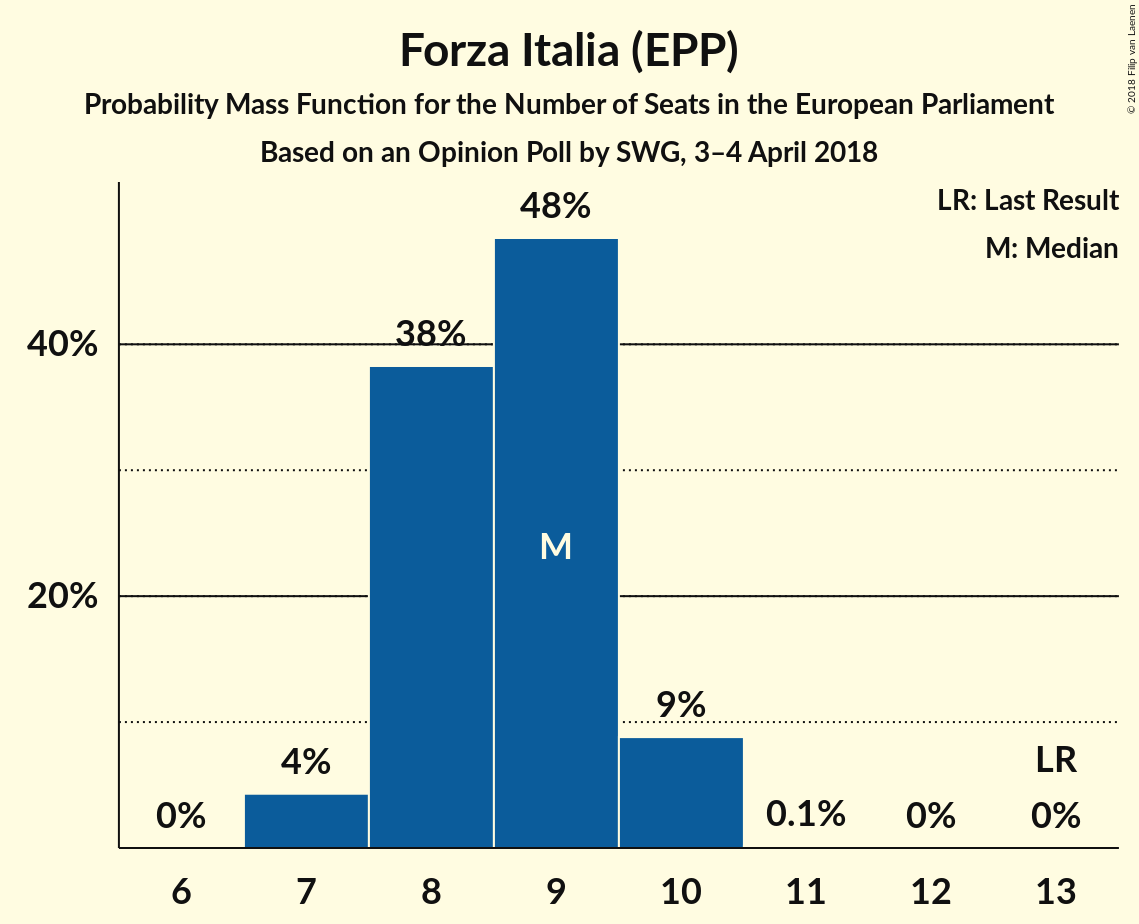 Forza Italia (EPP)
Probability Mass Function for the Number of Seats in the European Parliament
Based on an Opinion Poll by SWG, 3–4 April 2018
© 2018 Filip van Laenen
LR: Last Result
M: Median
48%
38%
40%
M
20%
9%
4%
LR
0%
0.1%
0%
0%
6
7
8
9
10
11
12
13